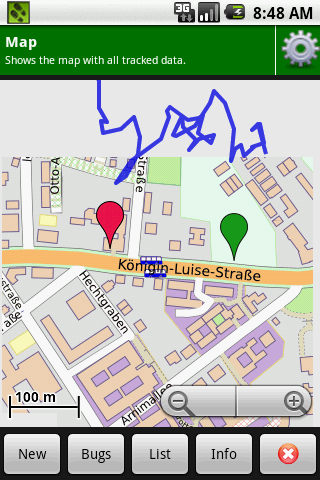 3G
8:48 AM
Map
Shows the map with all tracked data.
Otto-A
Straße
Königin-Luise-Straße
Hechtgraben
straße
Arnimallee
100 m
New
Bugs
List
Info